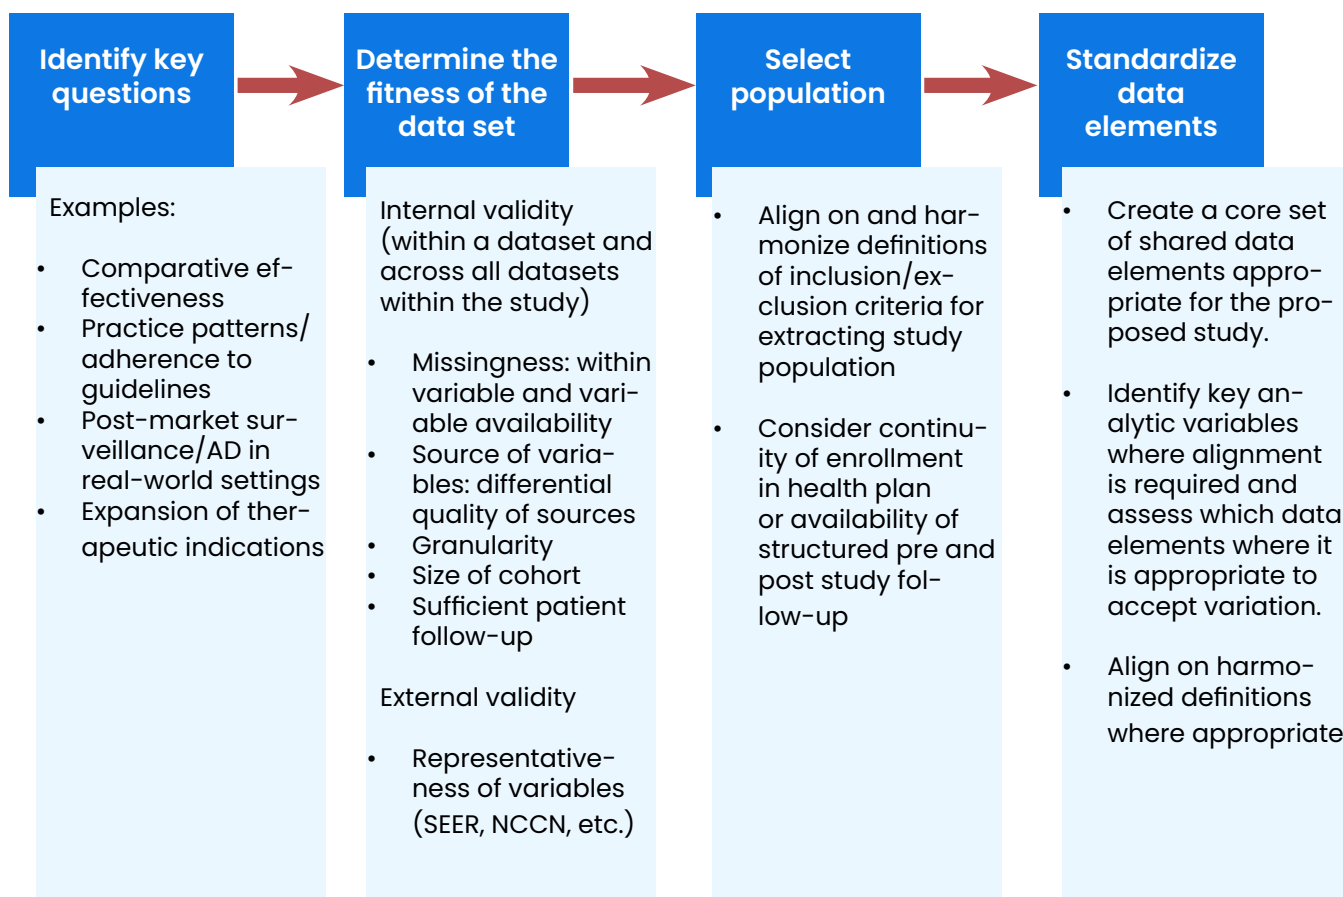 Identify key
questions
Examples:
• Comparative ef-
fectiveness
• Practice patterns/
adherence to
guidelines
• Post-market sur-
veillance/AD in
real-world settings
• Expansion of ther-
apeutic indications
Determine the
fitness of the
data set
Internal validity
(within a dataset and
across all datasets
within the study)
• Missingness: within
variable and vari-
able availability
• Source of varia-
bles: differential
quality of sources
• Granularity
• Size of cohort
• Sufficient patient
follow-up
External validity
• Representative-
ness of variables
(SEER, NCCN, etc.)
Select
population
• Align on and har-
monize definitions
of inclusion/ex-
clusion criteria for
extracting study
population
• Consider continu-
ity of enrollment
in health plan
or availability of
structured pre and
post study fol-
low-up
Standardize
data
elements
• Create a core set
of shared data
elements appro-
priate for the pro-
posed study.
• Identify key an-
alytic variables
where alignment
is required and
assess which data
elements where it
is appropriate to
accept variation.
• Align on harmo-
nized definitions
where appropriate